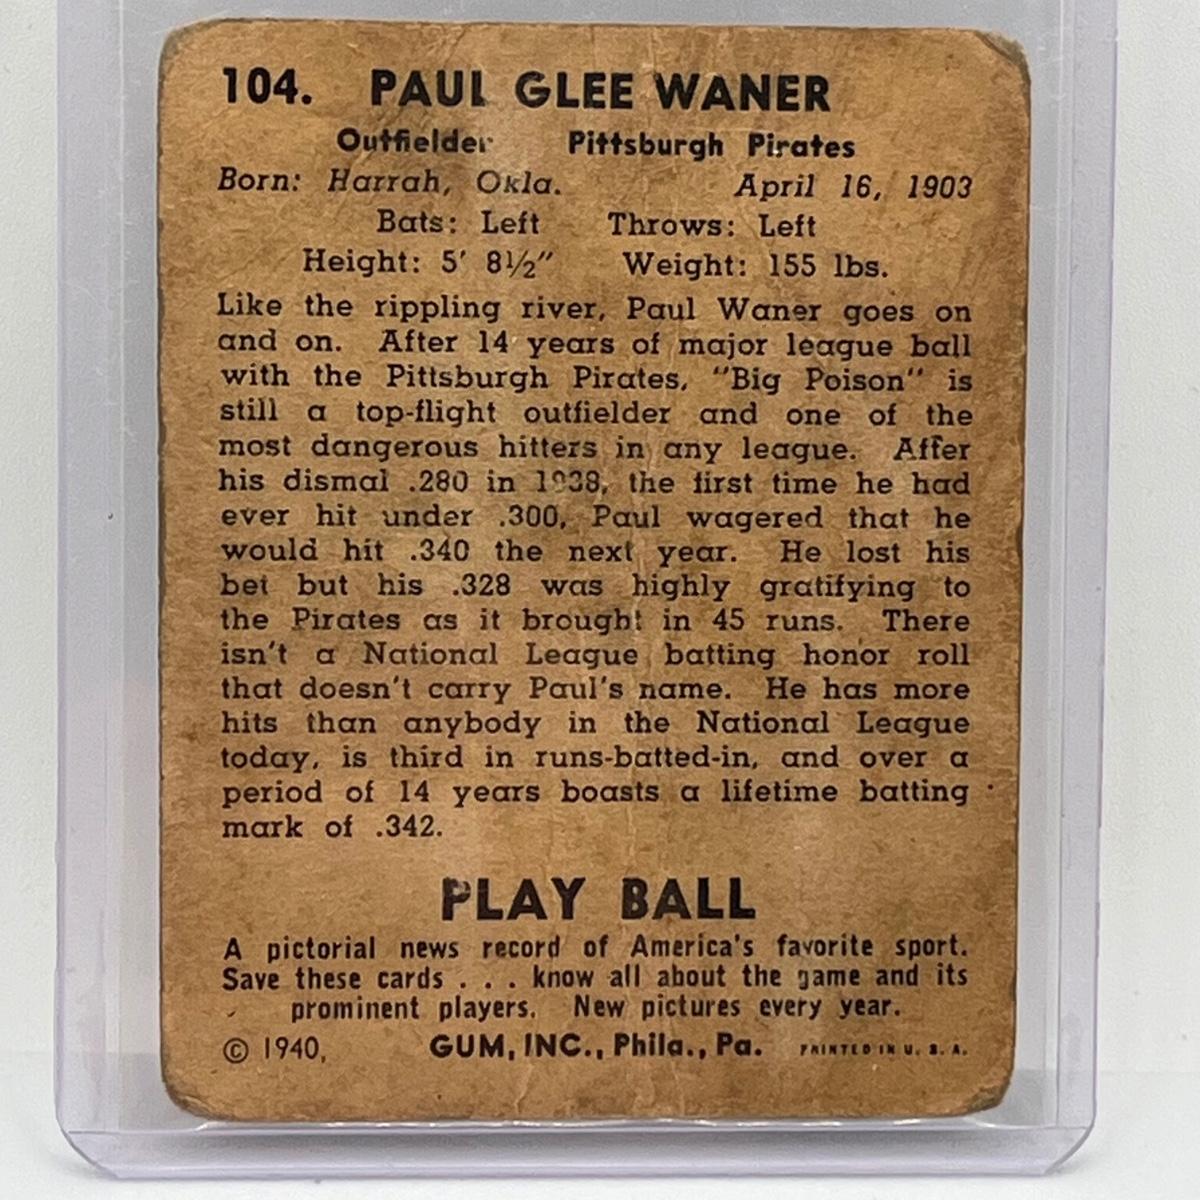 104. PAUL GLEE WANER
Outfielder Pittsburgh Pirates
Born: Harrah, Okla. April 16, 1903
Bats: Left Throws: Left
Height: 5' 8½" Weight: 155 lbs.
Like the rippling river, Paul Waner goes on
and on. After 14 years of major league ball
with the Pittsburgh Pirates, "Big Poison" is
still a top-flight outfielder and one of the
most dangerous hitters in any league. After
his dismal .280 in 1938, the first time he had
ever hit under .300, Paul wagered that he
would hit .340 the next year. He lost his
bet but his .328 was highly gratifying to
the Pirates as it brought in 45 runs. There
isn't a National League batting honor roll
that doesn't carry Paul's name. He has more
hits than anybody in the National League
today, is third in runs-batted-in, and over a
period of 14 years boasts a lifetime batting
mark of .342.
PLAY BALL
A pictorial news record of America's favorite sport.
Save these cards . . . know all about the game and its
prominent players. New pictures every year.
© 1940, GUM, INC., Phila., Pa. PRINTED IN U. S. A.